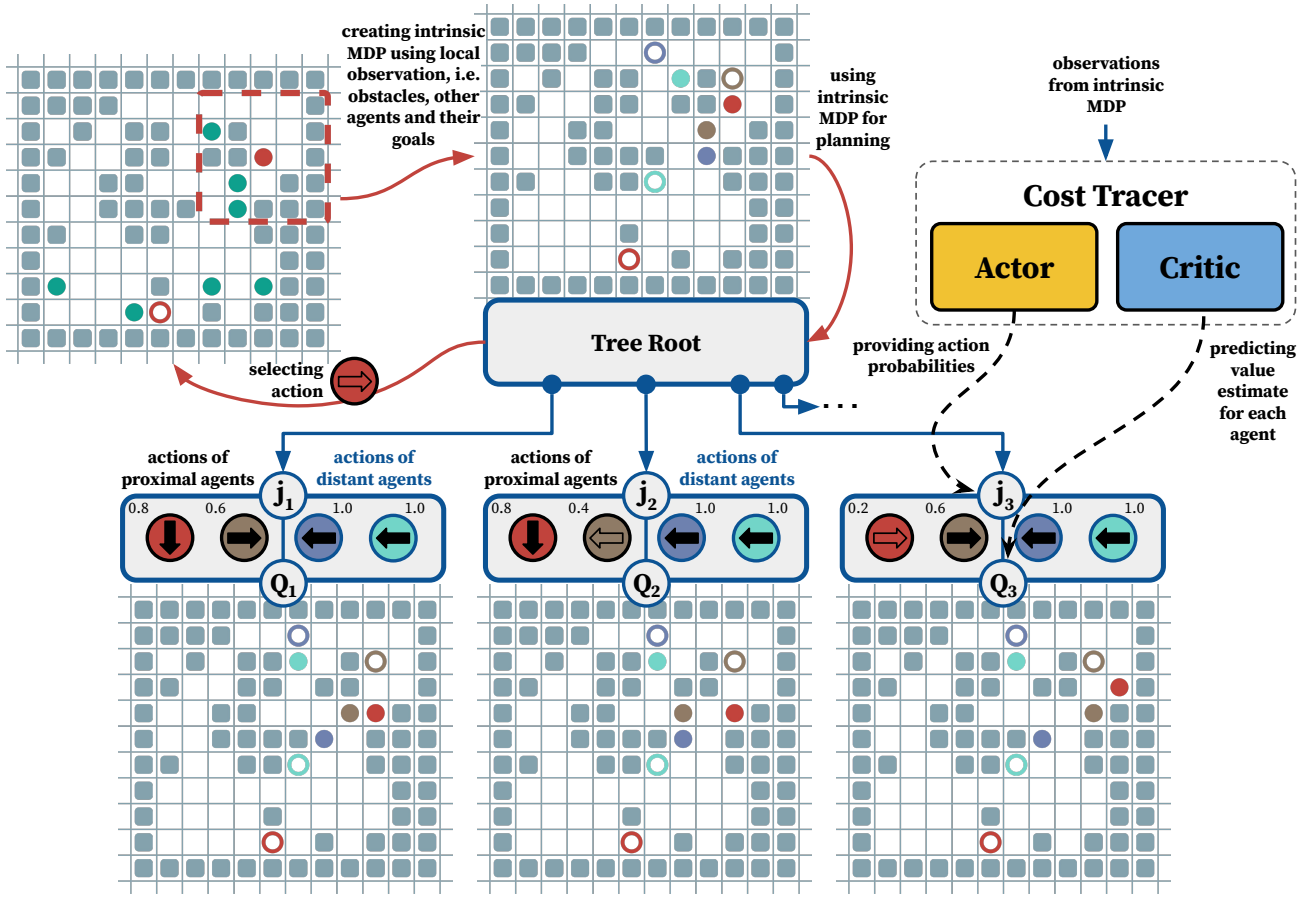 creating intrinsic
MDP using local
observation, i.e.
obstacles, other
agents and their
goals
using
intrinsic
MDP for
planning
observations
from intrinsic
MDP
Cost Tracer
Actor
Critic
Tree Root
selecting
action
providing action
probabilities
predicting
value
estimate
for each
agent
...
actions of
proximal agents
actions of
distant agents
j1
0.8
0.6
1.0
1.0
Q1
actions of
proximal agents
actions of
distant agents
j2
0.8
0.4
1.0
1.0
Q2
j3
0.2
0.6
1.0
1.0
Q3